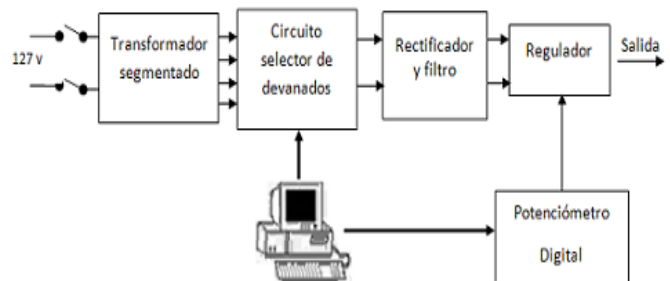 127 v
Transformador
segmentado
Circuito
selector de
devanados
Rectificador
y filtro
Regulador
Salida
Potenciómetro
Digital